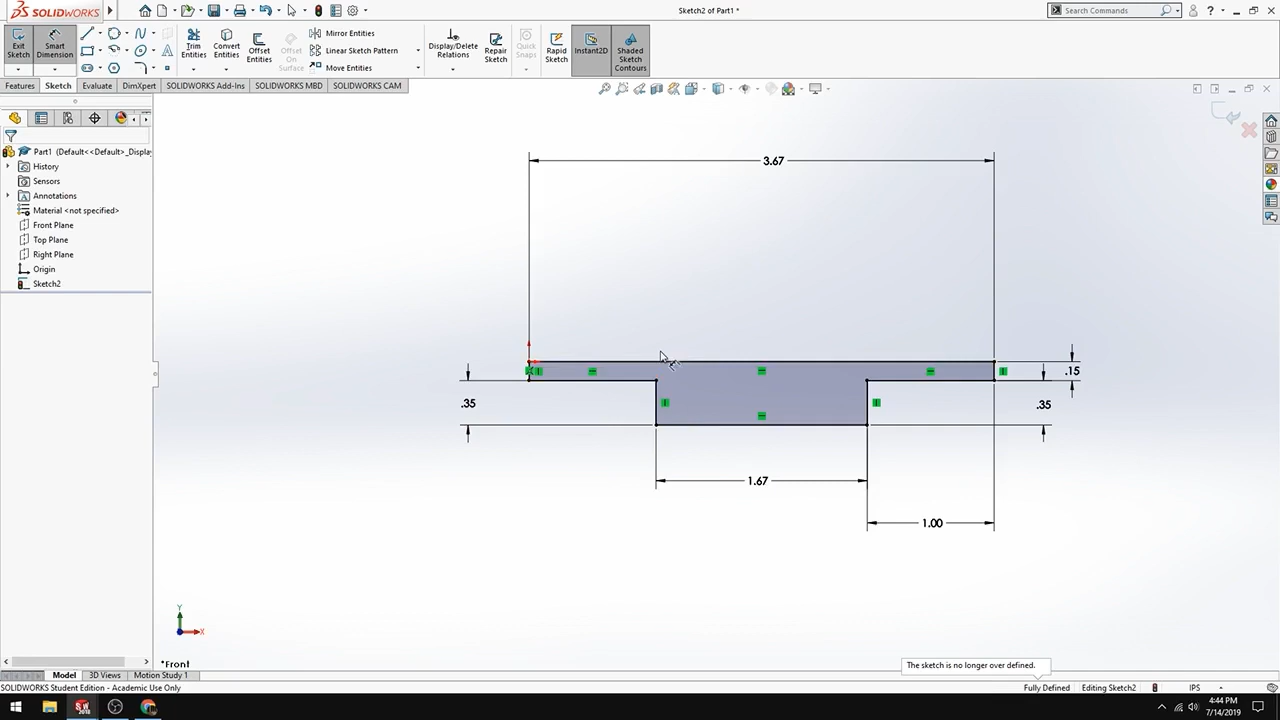 SOLIDWORKS
Sketch2 of Part1 *
Search Commands
Exit Sketch
Smart Dimension
Trim Entities
Convert Entities
Offset Entities
Offset On Surface
Mirror Entities
Linear Sketch Pattern
Move Entities
Display/Delete Relations
Repair Sketch
Quick Snaps
Rapid Sketch
Instant2D
Shaded Sketch Contours
Features
Sketch
Evaluate
DimXpert
SOLIDWORKS Add-Ins
SOLIDWORKS MBD
SOLIDWORKS CAM
Part1 (Default<<Default>_Display
History
Sensors
Annotations
Material <not specified>
Front Plane
Top Plane
Right Plane
Origin
Sketch2
3.67
.15
.35
.35
1.67
1.00
Y
X
*Front
The sketch is no longer over defined.
Model
3D Views
Motion Study 1
SOLIDWORKS Student Edition - Academic Use Only
Fully Defined
Editing Sketch2
IPS
4:44 PM
7/14/2019